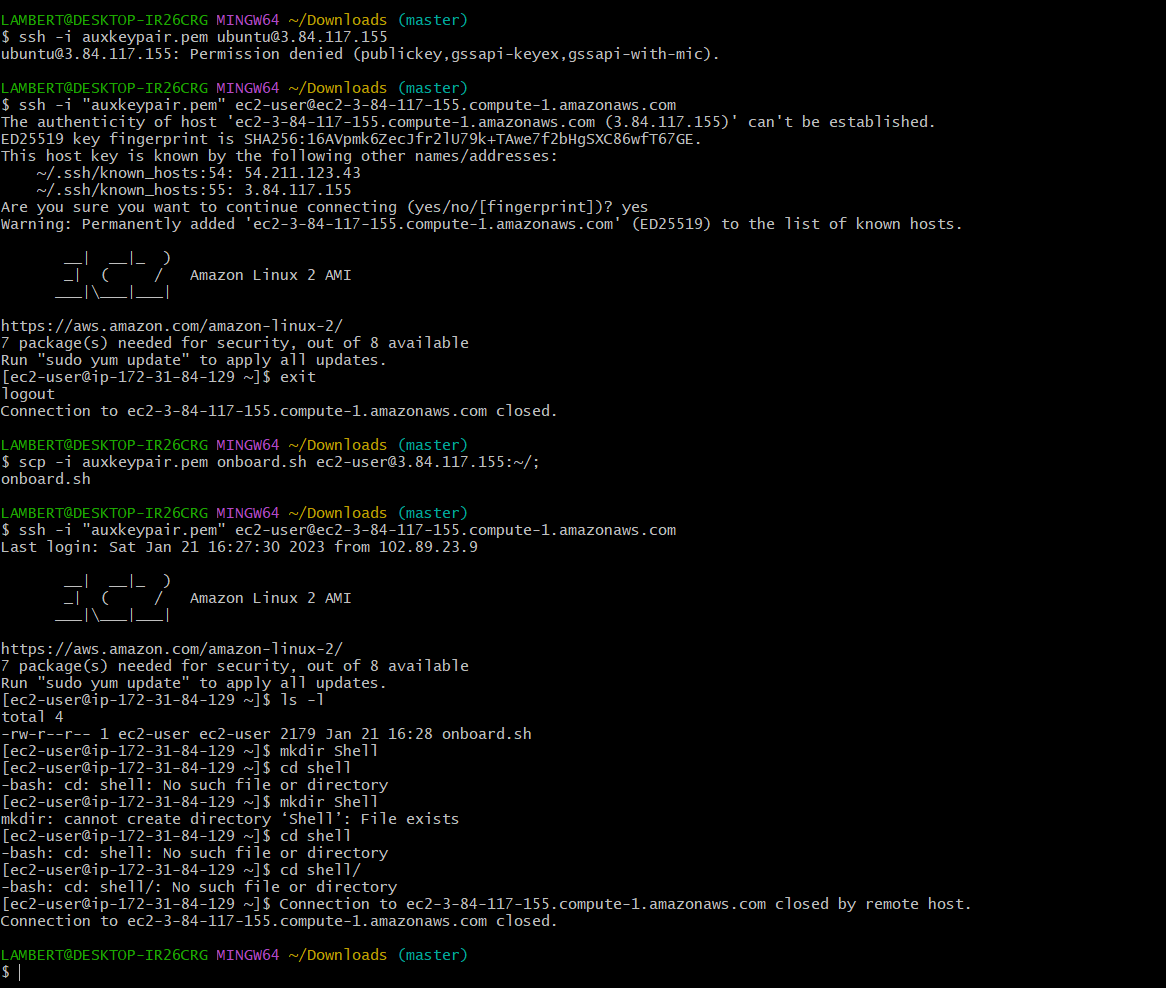 LAMBERT@DESKTOP-IR26CRG MINGW64 ~/Downloads (master)
$ ssh -i auxkeypair.pem ubuntu@3.84.117.155
ubuntu@3.84.117.155: Permission denied (publickey,gssapi-keyex,gssapi-with-mic).

LAMBERT@DESKTOP-IR26CRG MINGW64 ~/Downloads (master)
$ ssh -i "auxkeypair.pem" ec2-user@ec2-3-84-117-155.compute-1.amazonaws.com
The authenticity of host 'ec2-3-84-117-155.compute-1.amazonaws.com (3.84.117.155)' can't be established.
ED25519 key fingerprint is SHA256:16AVpmk6ZecJfr2lU79k+TAwe7f2bHgSXC86wfT67GE.
This host key is known by the following other names/addresses:
    ~/.ssh/known_hosts:54: 54.211.123.43
    ~/.ssh/known_hosts:55: 3.84.117.155
Are you sure you want to continue connecting (yes/no/[fingerprint])? yes
Warning: Permanently added 'ec2-3-84-117-155.compute-1.amazonaws.com' (ED25519) to the list of known hosts.

       __|  __|_  )
       _|  (     /   Amazon Linux 2 AMI
      ___|\___|___|

https://aws.amazon.com/amazon-linux-2/
7 package(s) needed for security, out of 8 available
Run "sudo yum update" to apply all updates.
[ec2-user@ip-172-31-84-129 ~]$ exit
logout
Connection to ec2-3-84-117-155.compute-1.amazonaws.com closed.

LAMBERT@DESKTOP-IR26CRG MINGW64 ~/Downloads (master)
$ scp -i auxkeypair.pem onboard.sh ec2-user@3.84.117.155:~/;
onboard.sh

LAMBERT@DESKTOP-IR26CRG MINGW64 ~/Downloads (master)
$ ssh -i "auxkeypair.pem" ec2-user@ec2-3-84-117-155.compute-1.amazonaws.com
Last login: Sat Jan 21 16:27:30 2023 from 102.89.23.9

       __|  __|_  )
       _|  (     /   Amazon Linux 2 AMI
      ___|\___|___|

https://aws.amazon.com/amazon-linux-2/
7 package(s) needed for security, out of 8 available
Run "sudo yum update" to apply all updates.
[ec2-user@ip-172-31-84-129 ~]$ ls -l
total 4
-rw-r--r-- 1 ec2-user ec2-user 2179 Jan 21 16:28 onboard.sh
[ec2-user@ip-172-31-84-129 ~]$ mkdir Shell
[ec2-user@ip-172-31-84-129 ~]$ cd shell
-bash: cd: shell: No such file or directory
[ec2-user@ip-172-31-84-129 ~]$ mkdir Shell
mkdir: cannot create directory ‘Shell’: File exists
[ec2-user@ip-172-31-84-129 ~]$ cd shell
-bash: cd: shell: No such file or directory
[ec2-user@ip-172-31-84-129 ~]$ cd shell/
-bash: cd: shell/: No such file or directory
[ec2-user@ip-172-31-84-129 ~]$ Connection to ec2-3-84-117-155.compute-1.amazonaws.com closed by remote host.
Connection to ec2-3-84-117-155.compute-1.amazonaws.com closed.

LAMBERT@DESKTOP-IR26CRG MINGW64 ~/Downloads (master)
$